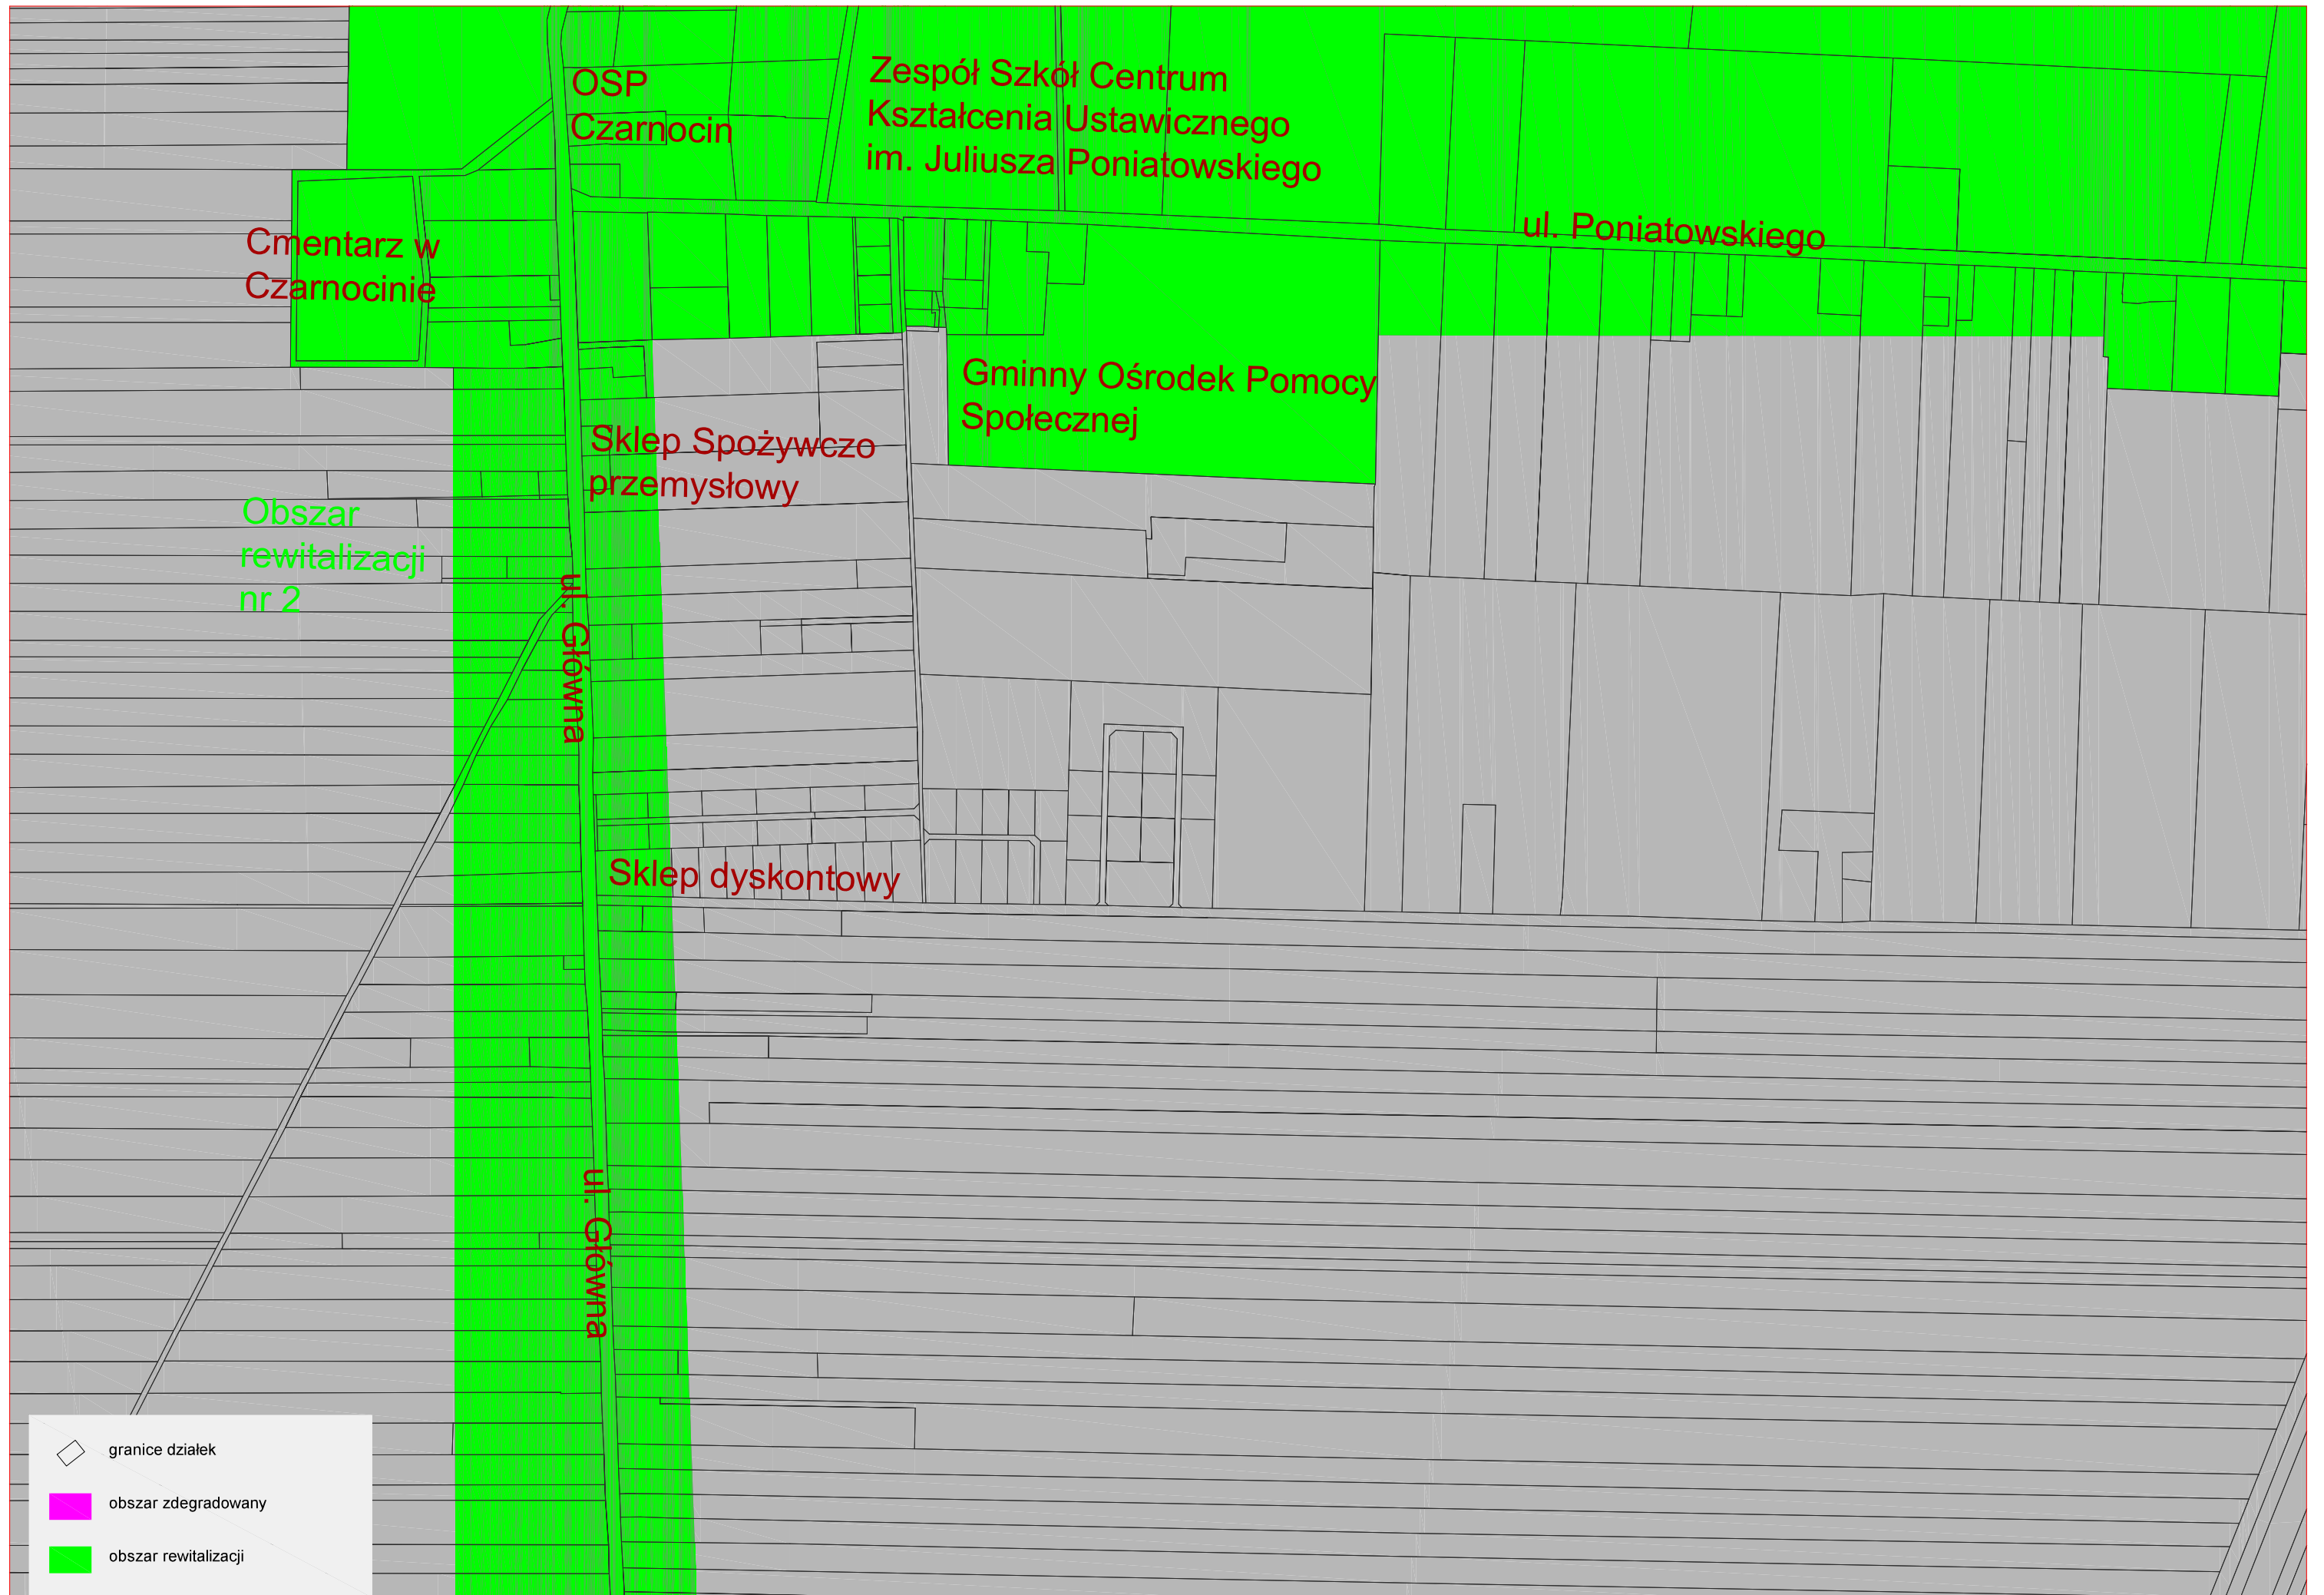 OSP
Czarnocin
Zespół Szkół Centrum
Kształcenia Ustawicznego
im. Juliusza Poniatowskiego
ul. Poniatowskiego
Cmentarz w
Czarnocinie
Gminny Ośrodek Pomocy
Społecznej
Sklep Spożywczo
przemysłowy
Obszar
rewitalizacji
nr 2
ul. Główna
Sklep dyskontowy
ul. Główna
granice działek
obszar zdegradowany
obszar rewitalizacji